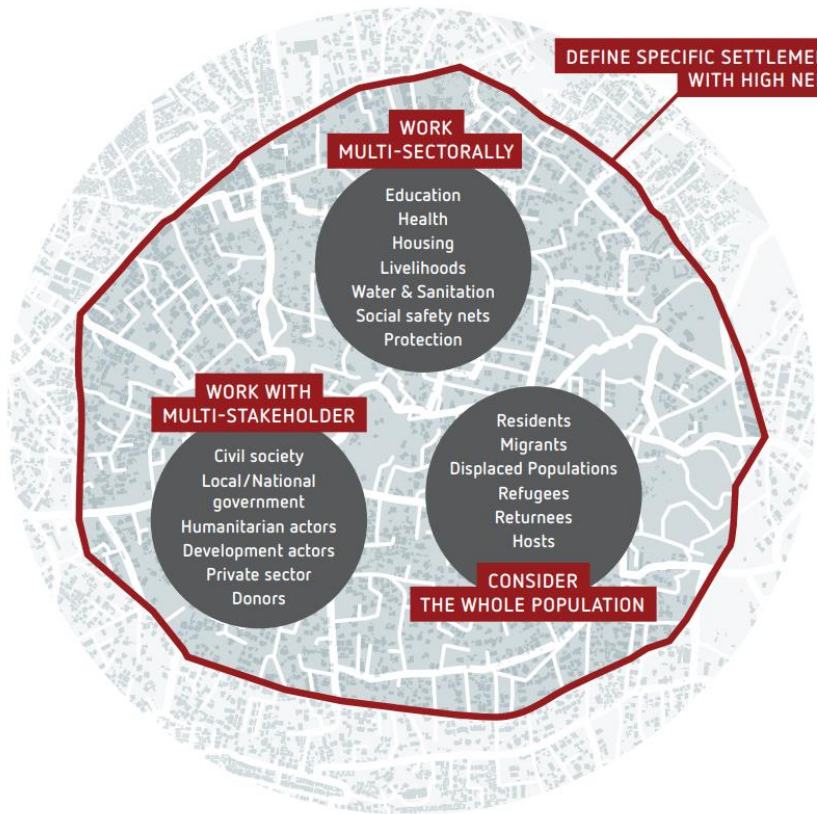 DEFINE SPECIFIC
WITH HIGH
WORK
MULTI-SECTORALLY
Education
Health
Housing
Livelihoods
Water & Sanitation
Social safety nets
Protection
WORK WITH
MULTI-STAKEHOLDER
Civil society
Local/National
government
Humanitarian actors
Development actors
Private sector
Donors
Residents
Migrants
Displaced Populations
Refugees
Returnees
Hosts
CONSIDER
THE WHOLE POPULATION